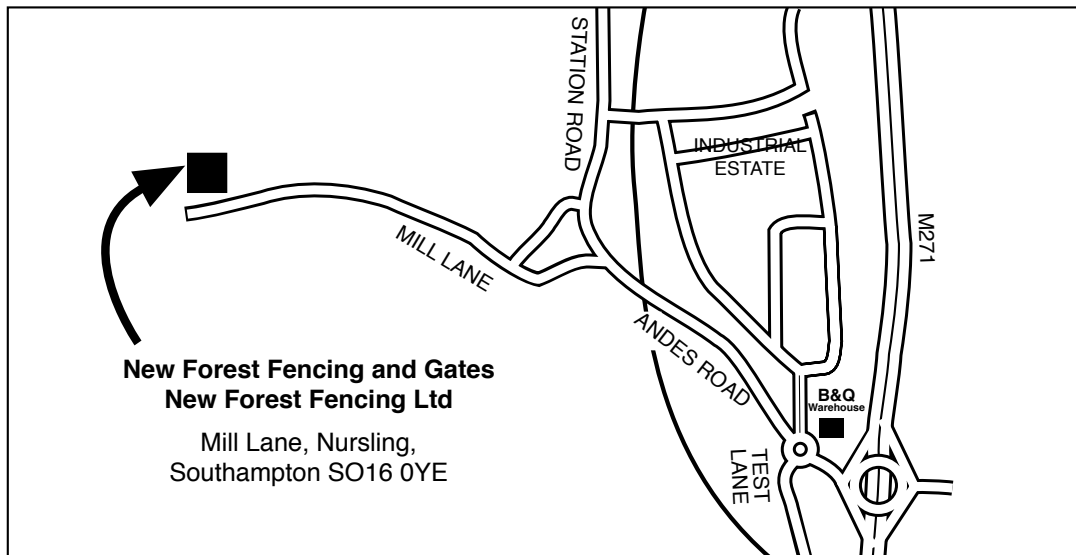 STATION ROAD
INDUSTRIAL
ESTATE
M271
MILL LANE
ANDES ROAD
New Forest Fencing and Gates
New Forest Fencing Ltd
Mill Lane, Nursling,
Southampton SO16 0YE
B&Q
Warehouse
TEST
LANE